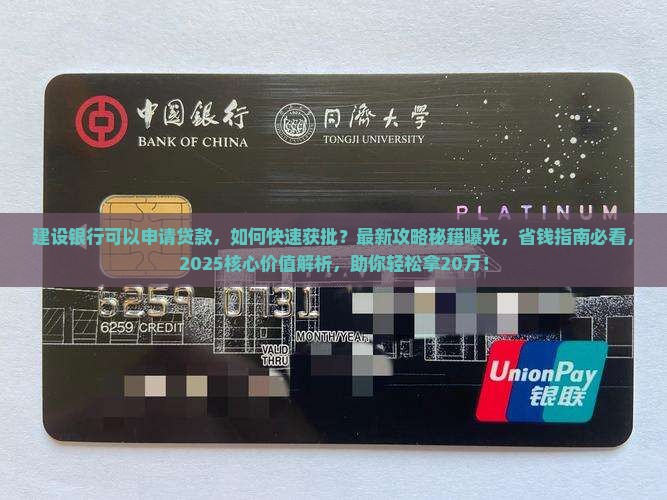 中國銀行 同濟大學
BANK OF CHINA TONGJI UNIVERSITY
PLATINUM
建设银行可以申请贷款，如何快速获批？最新攻略秘籍曝光，省钱指南必看，
2025核心价值解析，助你轻松拿20万！
6259 0731
6259 CREDIT
MONTH/YEAR
VALID
THRU
UnionPay
银联